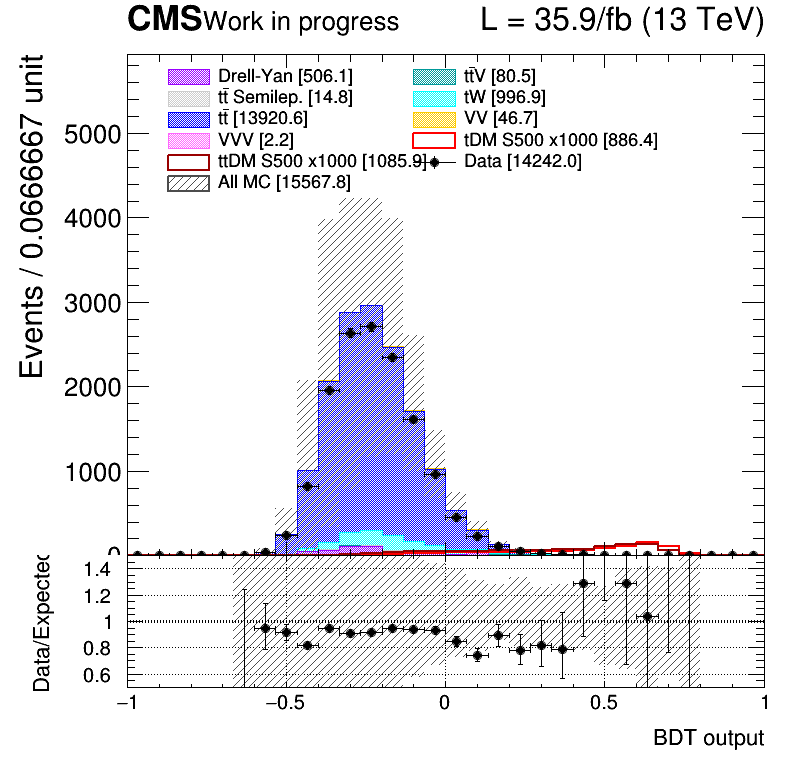 CMS Work in progress L = 35.9/fb (13 TeV)
Drell-Yan [506.1] tt̄V [80.5]
tt̄ Semilep. [14.8] tW [996.9]
tt̄ [13920.6] VV [46.7]
VVV [2.2] tDM S500 x1000 [886.4]
ttDM S500 x1000 [1085.9] Data [14242.0]
All MC [15567.8]
Events / 0.0666667 unit
5000
4000
3000
2000
1000
0
Data/Expected
1.4
1.2
1
0.8
0.6
−1 −0.5 0 0.5 1
BDT output